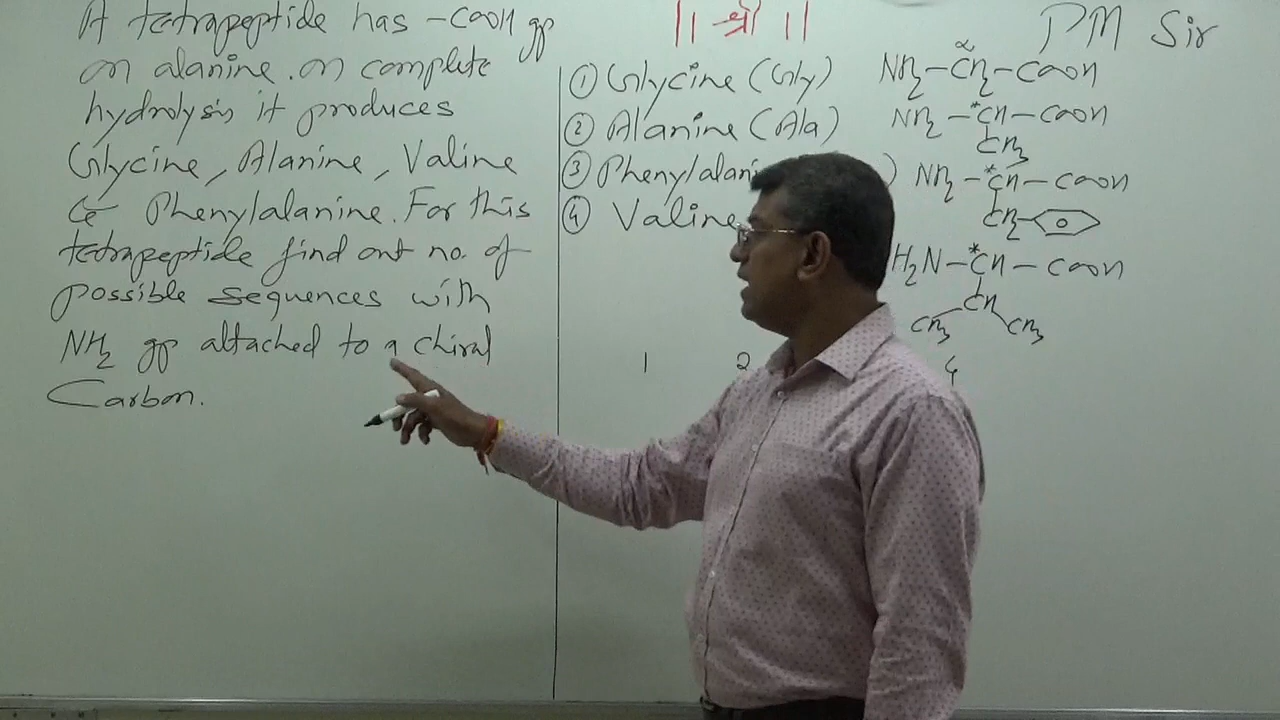 A tetrapeptide has -COOH gp
on alanine. on complete
hydrolysis it produces
Glycine, Alanine, Valine
& Phenylalanine. For this
tetrapeptide find out no. of
possible sequences with
NH2 gp attached to a chiral
Carbon.
|| श्री ||
PM Sir
① Glycine (Gly) NH2-CH2-COOH
α
② Alanine (Ala) NH2-*CH-COOH
CH3
③ Phenylalani ) NH2-*CH-COOH
CH2
④ Valine H2N-*CH-COOH
CH
CH3 CH3
1 2 4